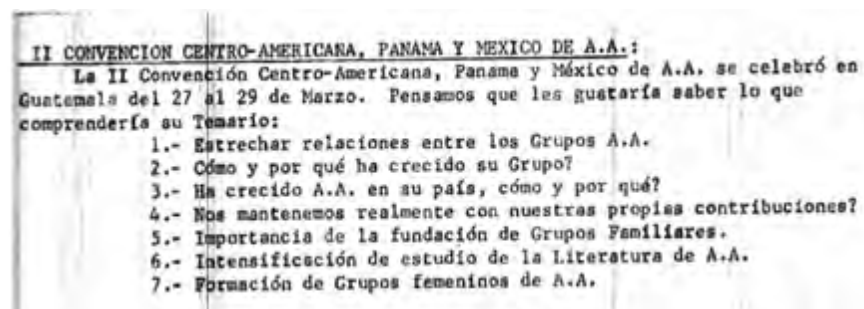 II CONVENCION CENTRO-AMERICANA, PANAMA Y MEXICO DE A.A.:
La II Convención Centro-Americana, Panama y México de A.A. se celebró en
Guatemala del 27 al 29 de Marzo. Pensamos que les gustaría saber lo que
comprendería su Temario:
1.- Estrechar relaciones entre los Grupos A.A.
2.- Cómo y por qué ha crecido su Grupo?
3.- Ha crecido A.A. en su país, cómo y por qué?
4.- Nos mantenemos realmente con nuestras propias contribuciones?
5.- Importancia de la fundación de Grupos Familiares.
6.- Intensificación de estudio de la Literatura de A.A.
7.- Formación de Grupos femeninos de A.A.